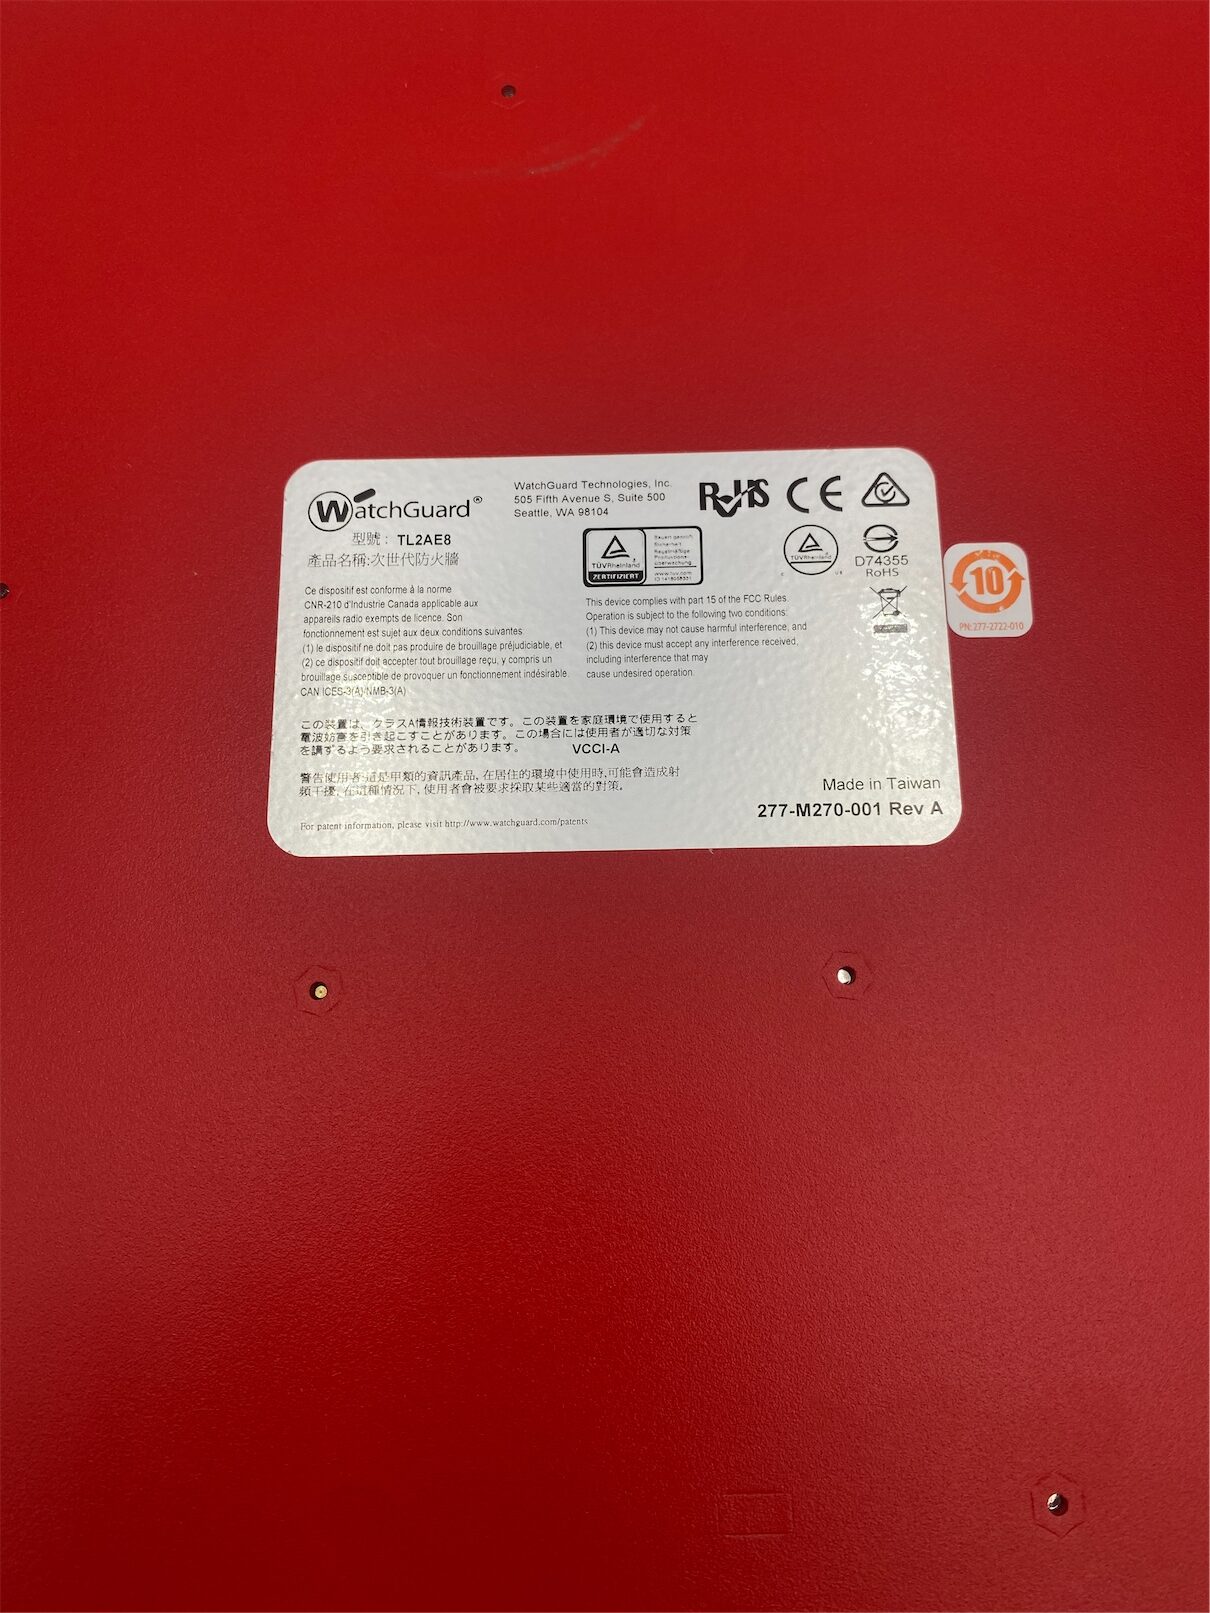 WatchGuard®
型號：TL2AE8
產品名稱:次世代防火牆
WatchGuard Technologies, Inc.
505 Fifth Avenue S, Suite 500
Seattle, WA 98104
RoHS CE
TÜVRheinland
ZERTIFIZIERT
Bauart geprüft
Sicherheit
Regelmäßige
Produktions-
überwachung
www.tuv.com
TÜVRheinland
C US
D74355
RoHS
Ce dispositif est conforme à la norme
CNR-210 d'Industrie Canada applicable aux
appareils radio exempts de licence. Son
fonctionnement est sujet aux deux conditions suivantes:
(1) le dispositif ne doit pas produire de brouillage préjudiciable, et
(2) ce dispositif doit accepter tout brouillage reçu, y compris un
brouillage susceptible de provoquer un fonctionnement indésirable.
CAN ICES-3(A)/NMB-3(A)
This device complies with part 15 of the FCC Rules.
Operation is subject to the following two conditions:
(1) This device may not cause harmful interference, and
(2) this device must accept any interference received,
including interference that may
cause undesired operation.
この装置は、クラスA情報技術装置です。この装置を家庭環境で使用すると
電波妨害を引き起こすことがあります。この場合には使用者が適切な対策
を講ずるよう要求されることがあります。 VCCI-A
警告使用者:這是甲類的資訊產品, 在居住的環境中使用時,可能會造成射
頻干擾, 在這種情況下, 使用者會被要求採取某些適當的對策。
For patent information, please visit http://www.watchguard.com/patents
Made in Taiwan
277-M270-001 Rev A
10
PN:277-2722-010